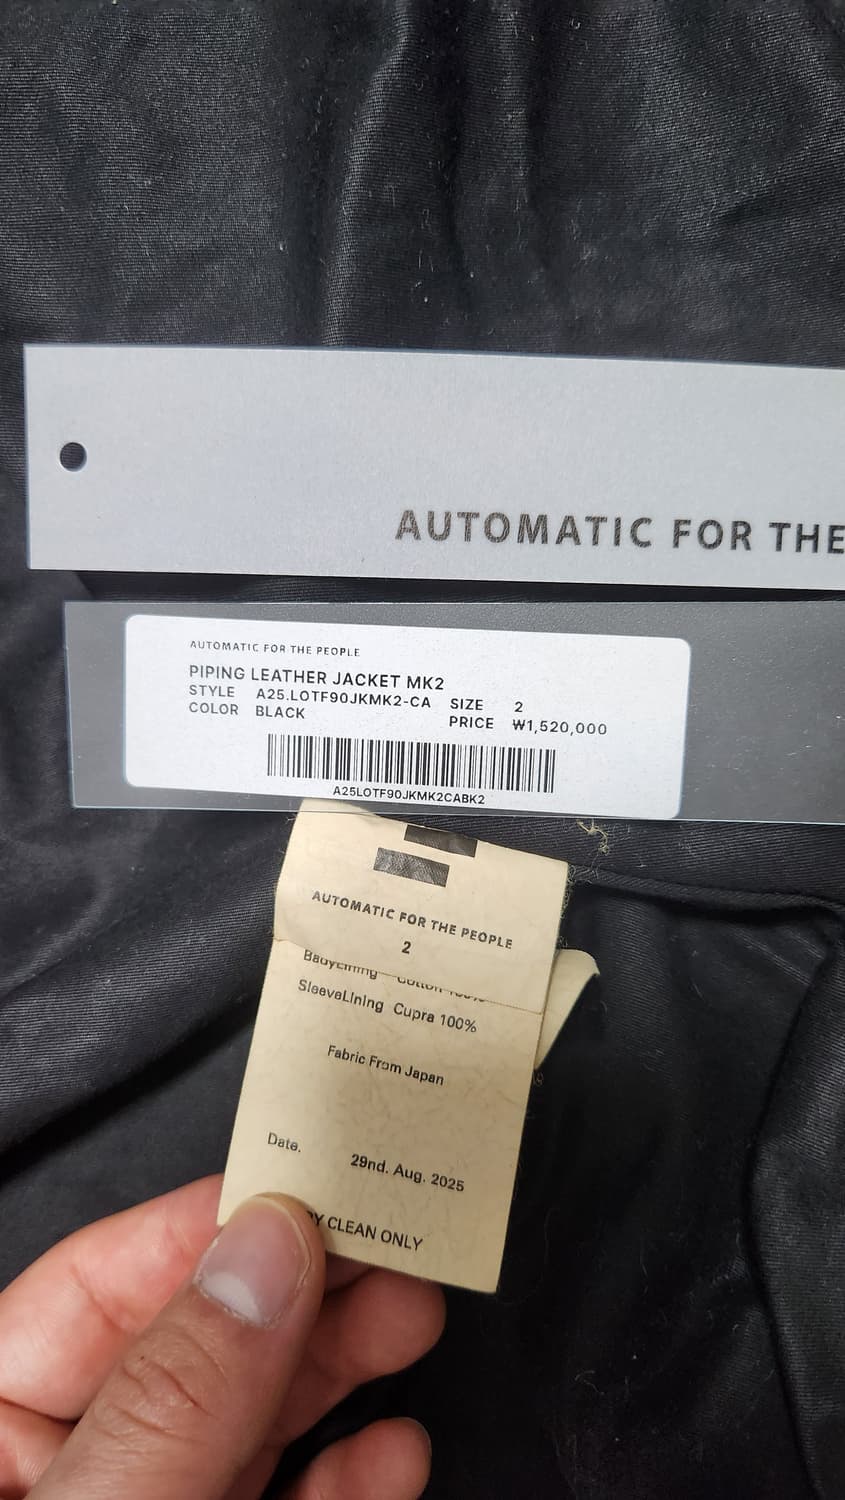 AUTOMATIC FOR THE
AUTOMATIC FOR THE PEOPLE
PIPING LEATHER JACKET MK2
STYLE A25.LOTF90JKMK2-CA SIZE 2
COLOR BLACK PRICE ₩1,520,000
A25LOTF90JKMK2CABK2
AUTOMATIC FOR THE PEOPLE
2
SleeveLining Cupra 100%
Fabric From Japan
Date. 29nd. Aug. 2025
CLEAN ONLY